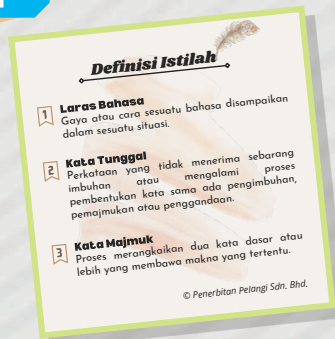 Definisi Istilah
1 Laras Bahasa
Gaya atau cara sesuatu bahasa disampaikan
dalam sesuatu situasi.
2 Kata Tunggal
Perkataan yang tidak menerima sebarang
imbuhan atau mengalami proses
pembentukan kata sama ada pengimbuhan,
pemajmukan atau penggandaan.
3 Kata Majmuk
Proses merangkaikan dua kata dasar atau
lebih yang membawa makna yang tertentu.
© Penerbitan Pelangi Sdn. Bhd.